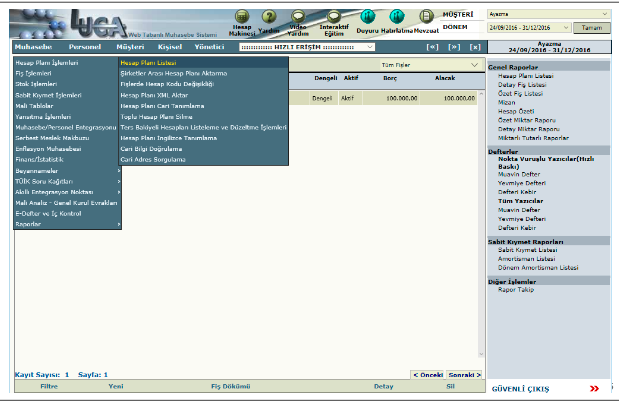 LUCA Web Tabanlı Muhasebe Sistemi
Hesap Makinesi
Yardım
Video Yardım
İnteraktif Eğitim
Duyuru
Hatırlatma
Mevzuat
MÜŞTERİ
Ayazma
DÖNEM
24/09/2016 - 31/12/2016
Tamam
Muhasebe Personel Müşteri Kişisel Yönetici
:::::::::::: HIZLI ERİŞİM ::::::::::::
[«] [»] [x]
Ayazma
24/09/2016 - 31/12/2016
Hesap Planı İşlemleri
Fiş İşlemleri
Stok İşlemleri
Sabit Kıymet İşlemleri
Mali Tablolar
Yansıtma İşlemleri
Muhasebe/Personel Entegrasyonu
Serbest Meslek Makbuzu
Enflasyon Muhasebesi
Finans/İstatistik
Beyannameler
TÜİK Soru Kağıtları
Akıllı Entegrasyon Noktası
Mali Analiz - Genel Kurul Evrakları
E-Defter ve İç Kontrol
Raporlar
Hesap Planı Listesi
Şirketler Arası Hesap Planı Aktarma
Fişlerde Hesap Kodu Değişikliği
Hesap Planı XML Aktar
Hesap Planı Cari Tanımlama
Toplu Hesap Planı Silme
Ters Bakiyeli Hesapları Listeleme ve Düzeltme İşlemleri
Hesap Planı İngilizce Tanımlama
Cari Bilgi Doğrulama
Cari Adres Sorgulama
Tüm Fişler
Dengeli Aktif Borç Alacak
Dengeli Aktif 100.000,00 100.000,00
Genel Raporlar
Hesap Planı Listesi
Detay Fiş Listesi
Özet Fiş Listesi
Mizan
Hesap Özeti
Özet Miktar Raporu
Detay Miktar Raporu
Miktarlı Tutarlı Raporlar
Defterler
Nokta Vuruşlu Yazıcılar(Hızlı Baskı)
Muavin Defter
Yevmiye Defteri
Defteri Kebir
Tüm Yazıcılar
Muavin Defter
Yevmiye Defteri
Defteri Kebir
Sabit Kıymet Raporları
Sabit Kıymet Listesi
Amortisman Listesi
Dönem Amortisman Listesi
Diğer İşlemler
Rapor Takip
Kayıt Sayısı: 1 Sayfa: 1
< Önceki Sonraki >
Filtre Yeni Fiş Dökümü Detay Sil
GÜVENLİ ÇIKIŞ »